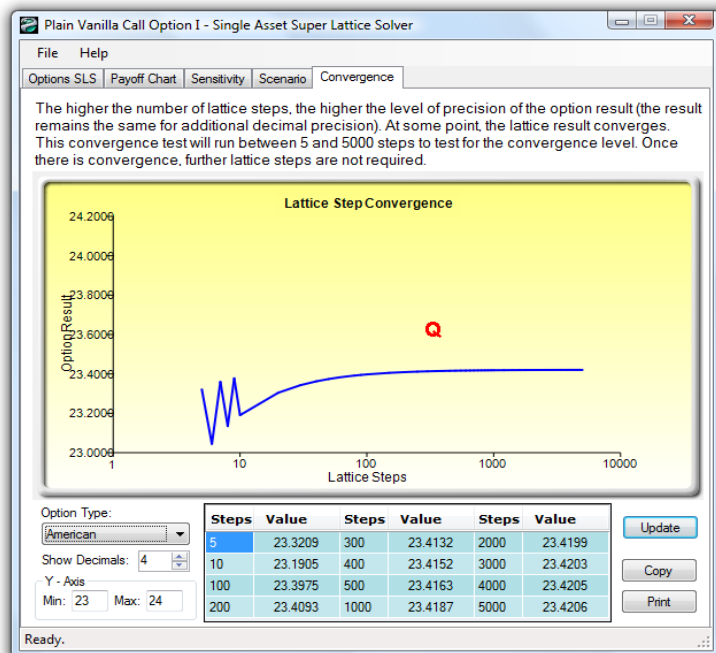 Plain Vanilla Call Option I - Single Asset Super Lattice Solver
File Help
Options SLS Payoff Chart Sensitivity Scenario Convergence
The higher the number of lattice steps, the higher the level of precision of the option result (the result
remains the same for additional decimal precision). At some point, the lattice result converges.
This convergence test will run between 5 and 5000 steps to test for the convergence level. Once
there is convergence, further lattice steps are not required.
Lattice Step Convergence
24.2000
24.0000
23.8000
23.6000
23.4000
23.2000
23.0000
Option Result
Q
1 10 100 1000 10000
Lattice Steps
Option Type:
American
Show Decimals: 4
Y - Axis
Min: 23 Max: 24
Steps Value Steps Value Steps Value
5 23.3209 300 23.4132 2000 23.4199
10 23.1905 400 23.4152 3000 23.4203
100 23.3975 500 23.4163 4000 23.4205
200 23.4093 1000 23.4187 5000 23.4206
Update
Copy
Print
Ready.